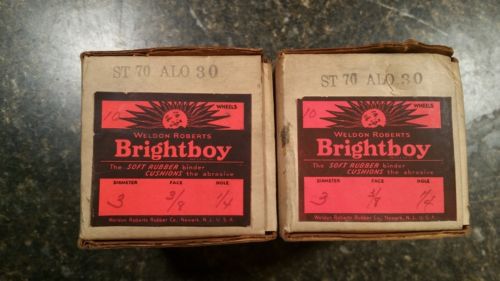 ST 70 ALO 30
10 WHEELS
WELDON ROBERTS
Brightboy
The SOFT RUBBER binder
CUSHIONS the abrasive
DIAMETER FACE HOLE
3 3/8 1/4
Weldon Roberts Rubber Co., Newark, N.J., U.S.A.
ST 70 ALO 30
10 WHEELS
WELDON ROBERTS
Brightboy
The SOFT RUBBER binder
CUSHIONS the abrasive
DIAMETER FACE HOLE
3 3/8 1/4
Weldon Roberts Rubber Co., Newark, N.J., U.S.A.